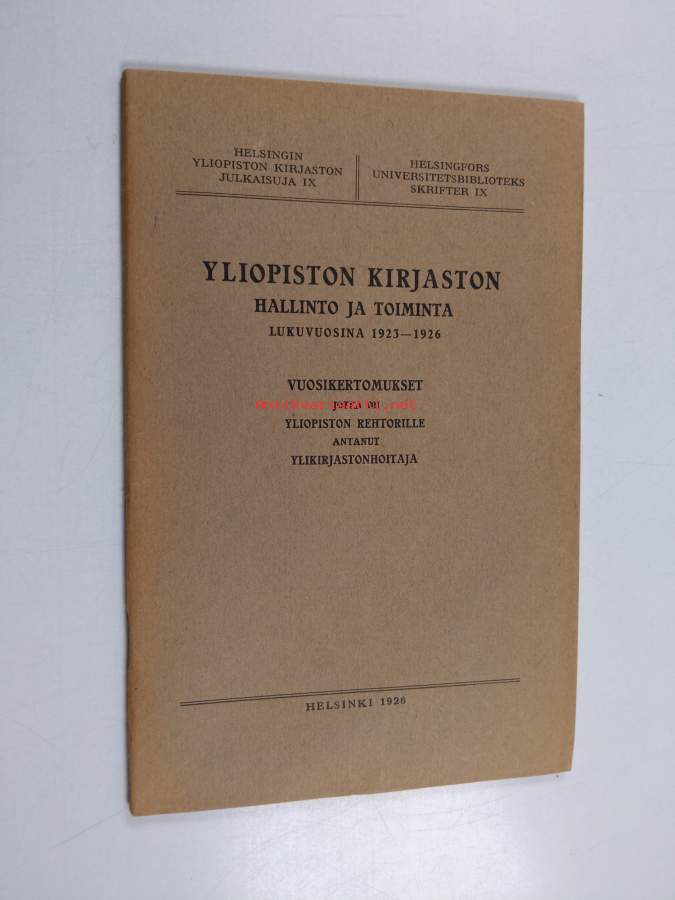 HELSINGIN
YLIOPISTON KIRJASTON
JULKAISUJA IX
HELSINGFORS
UNIVERSITETSBIBLIOTEKS
SKRIFTER IX
YLIOPISTON KIRJASTON
HALLINTO JA TOIMINTA
LUKUVUOSINA 1923—1926
VUOSIKERTOMUKSET
YLIOPISTON REHTORILLE
ANTANUT
YLIKIRJASTONHOITAJA
HELSINKI 1926